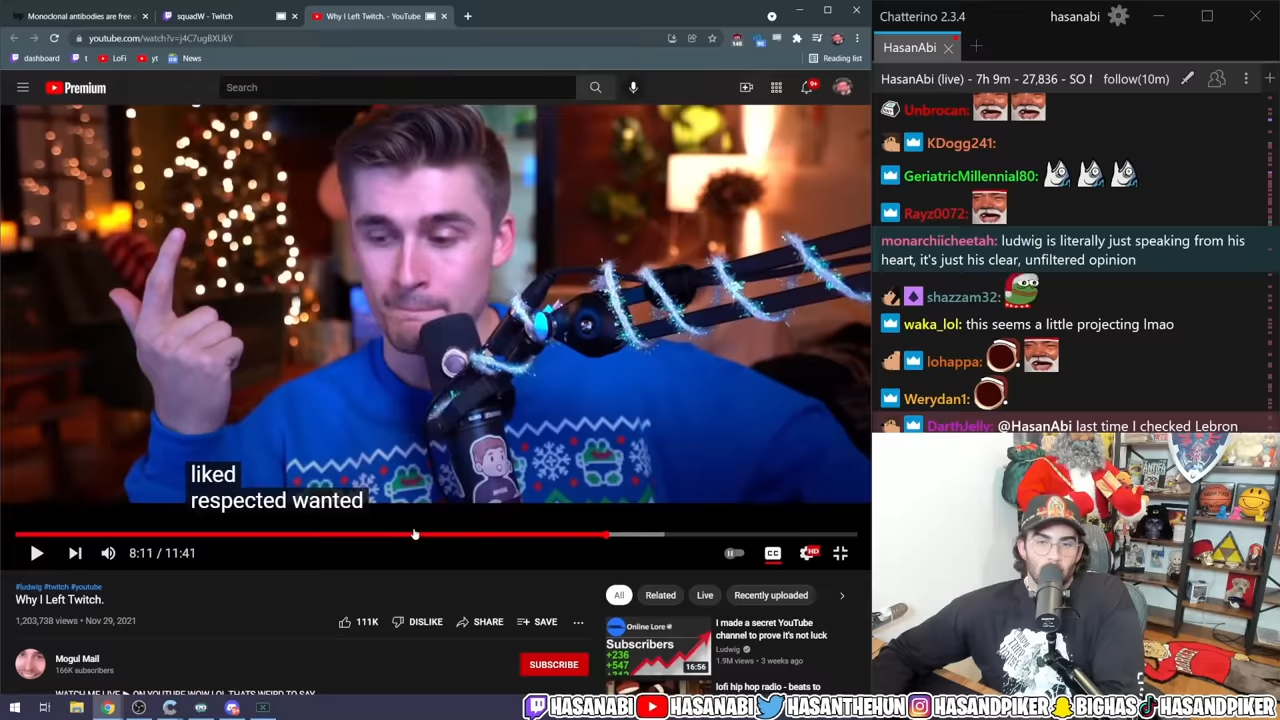 Monoclonal antibodies are free
squadW - Twitch
Why I Left Twitch. - YouTube
youtube.com/watch?v=j4C7ugBXUkY
dashboard
t
LoFi
yt
News
Reading list
Premium
Search
9+
liked
respected wanted
8:11 / 11:41
CC
HD
#ludwig #twitch #youtube
Why I Left Twitch.
1,203,738 views • Nov 29, 2021
111K
DISLIKE
SHARE
SAVE
Mogul Mail
166K subscribers
SUBSCRIBE
All
Related
Live
Recently uploaded
Online Lore
Subscribers
+236
+547
16:56
I made a secret YouTube
channel to prove it's not luck
Ludwig
1.9M views • 3 weeks ago
lofi hip hop radio - beats to
Chatterino 2.3.4
hasanabi
HasanAbi
HasanAbi (live) - 7h 9m - 27,836 - SO
follow(10m)
Unbrocan:
KDogg241:
GeriatricMillennial80:
Rayz0072:
monarchiicheetah: ludwig is literally just speaking from his
heart, it's just his clear, unfiltered opinion
shazzam32:
waka_lol: this seems a little projecting lmao
lohappa:
Werydan1:
DarthJelly: @HasanAbi last time i checked Lebron
HASANABI
HASANABI
HASANTHEHUN
HASANDPIKER
BIGHAS
HASANDPIKER